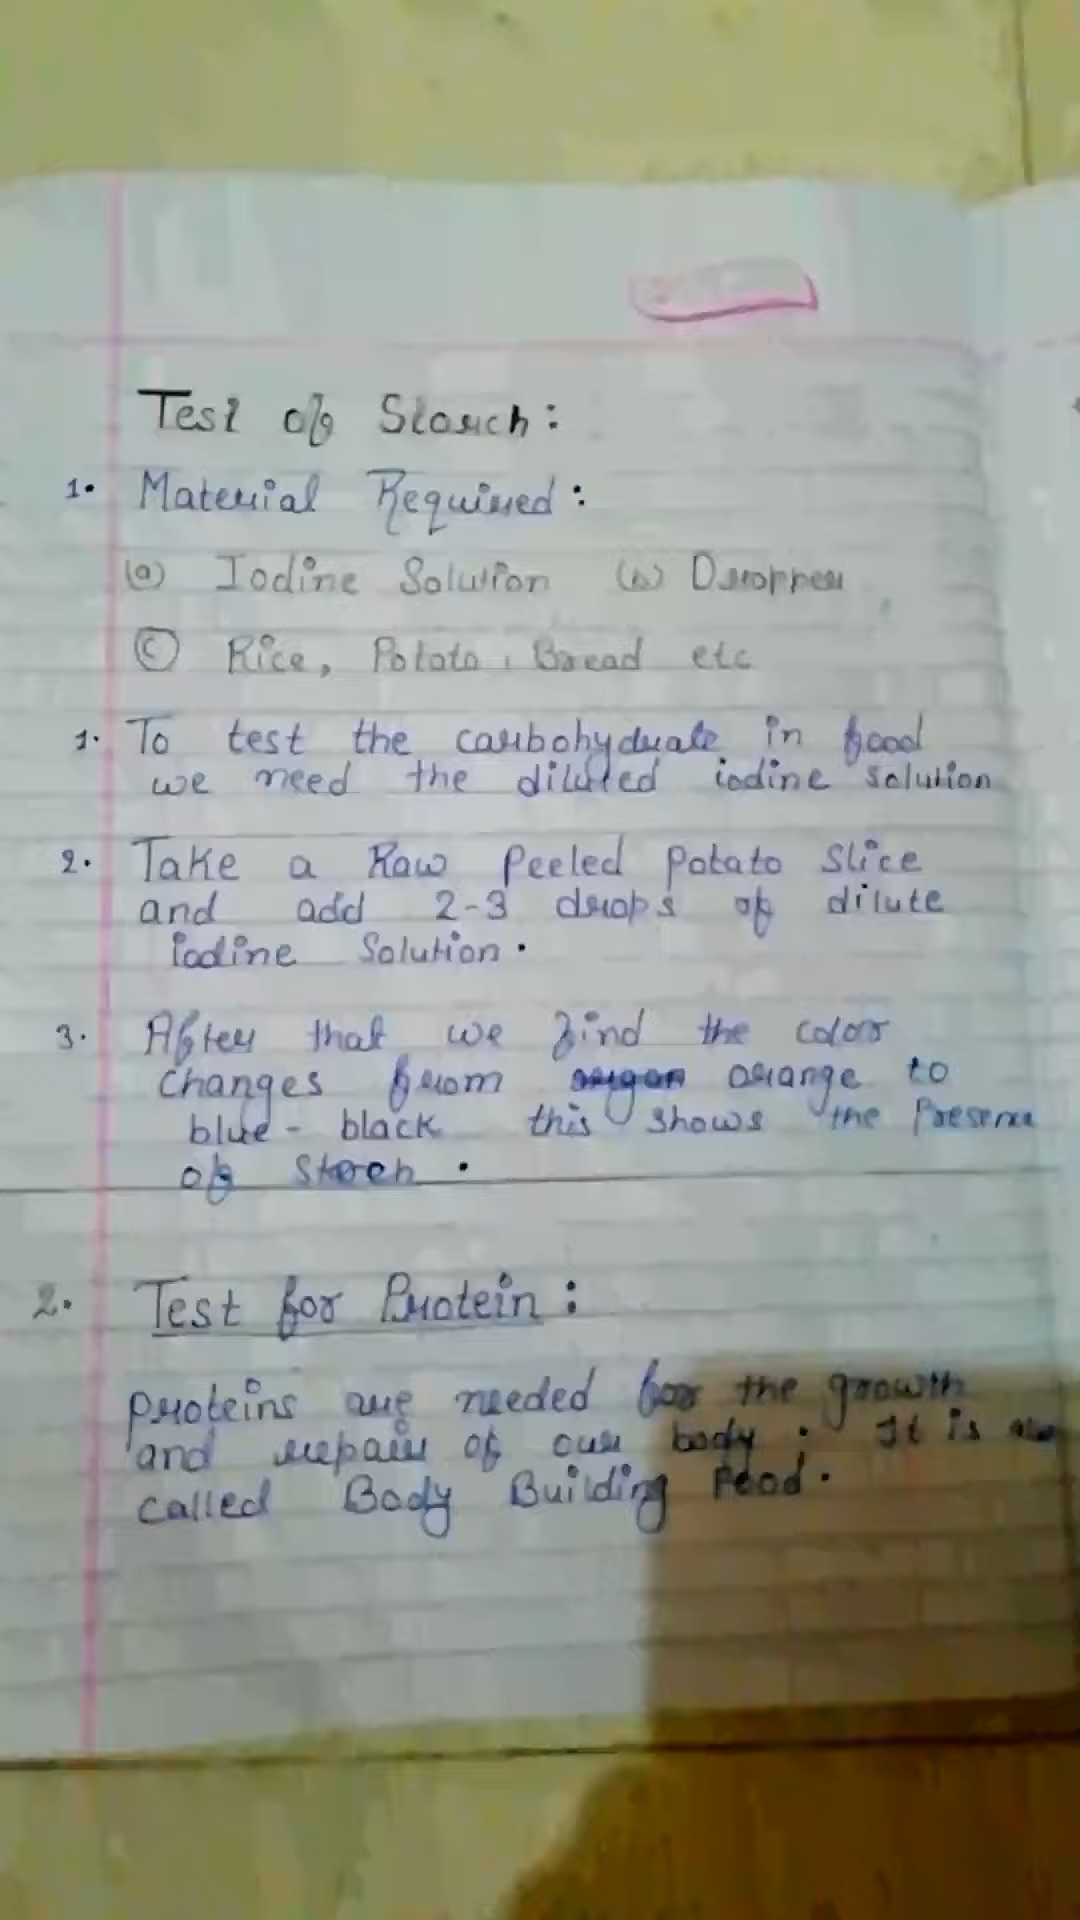 Test of Starch:
1. Material Required:
(a) Iodine Solution (b) Dropper
(c) Rice, Potato, Bread etc
1. To test the carbohydrate in food
we need the diluted iodine solution
2. Take a Raw Peeled Potato Slice
and add 2-3 drops of dilute
iodine Solution.
3. After that we find the color
changes from orange to
blue - black this shows the Presence
of Starch.
2. Test for Protein:
Proteins are needed for the growth
and repair of our body. It is also
called Body Building Food.